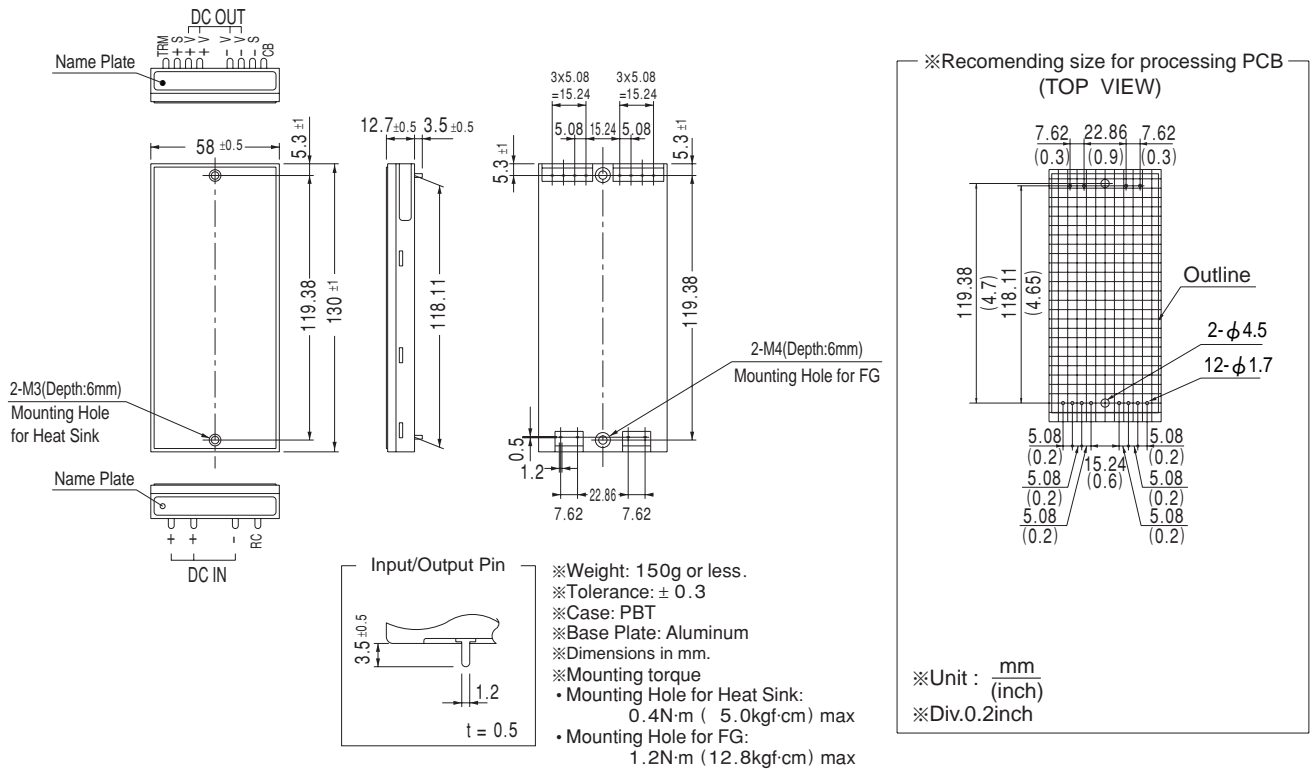 DC OUT
TRM
+ S
+ V
+ V
- V
- V
- S
CB
Name Plate
58 ±0.5
5.3 ±1
119.38
130 ±1
2-M3(Depth:6mm)
Mounting Hole
for Heat Sink
Name Plate
+
+
-
RC
DC IN
12.7±0.5
3.5 ±0.5
118.11
3x5.08
=15.24
3x5.08
=15.24
5.08
15.24
5.08
5.3 ±1
5.3 ±1
119.38
2-M4(Depth:6mm)
Mounting Hole for FG
0.5
1.2
22.86
7.62
7.62
Input/Output Pin
3.5 ±0.5
1.2
t = 0.5
※Weight: 150g or less.
※Tolerance: ± 0.3
※Case: PBT
※Base Plate: Aluminum
※Dimensions in mm.
※Mounting torque
・Mounting Hole for Heat Sink:
0.4N·m ( 5.0kgf·cm) max
・Mounting Hole for FG:
1.2N·m (12.8kgf·cm) max
※Recomending size for processing PCB
(TOP VIEW)
7.62 22.86 7.62
(0.3) (0.9) (0.3)
119.38
(4.7)
118.11
(4.65)
Outline
2-ϕ4.5
12-ϕ1.7
5.08
(0.2)
15.24
(0.6)
5.08
(0.2)
5.08
(0.2)
5.08
(0.2)
5.08
(0.2)
5.08
(0.2)
※Unit : mm
(inch)
※Div.0.2inch